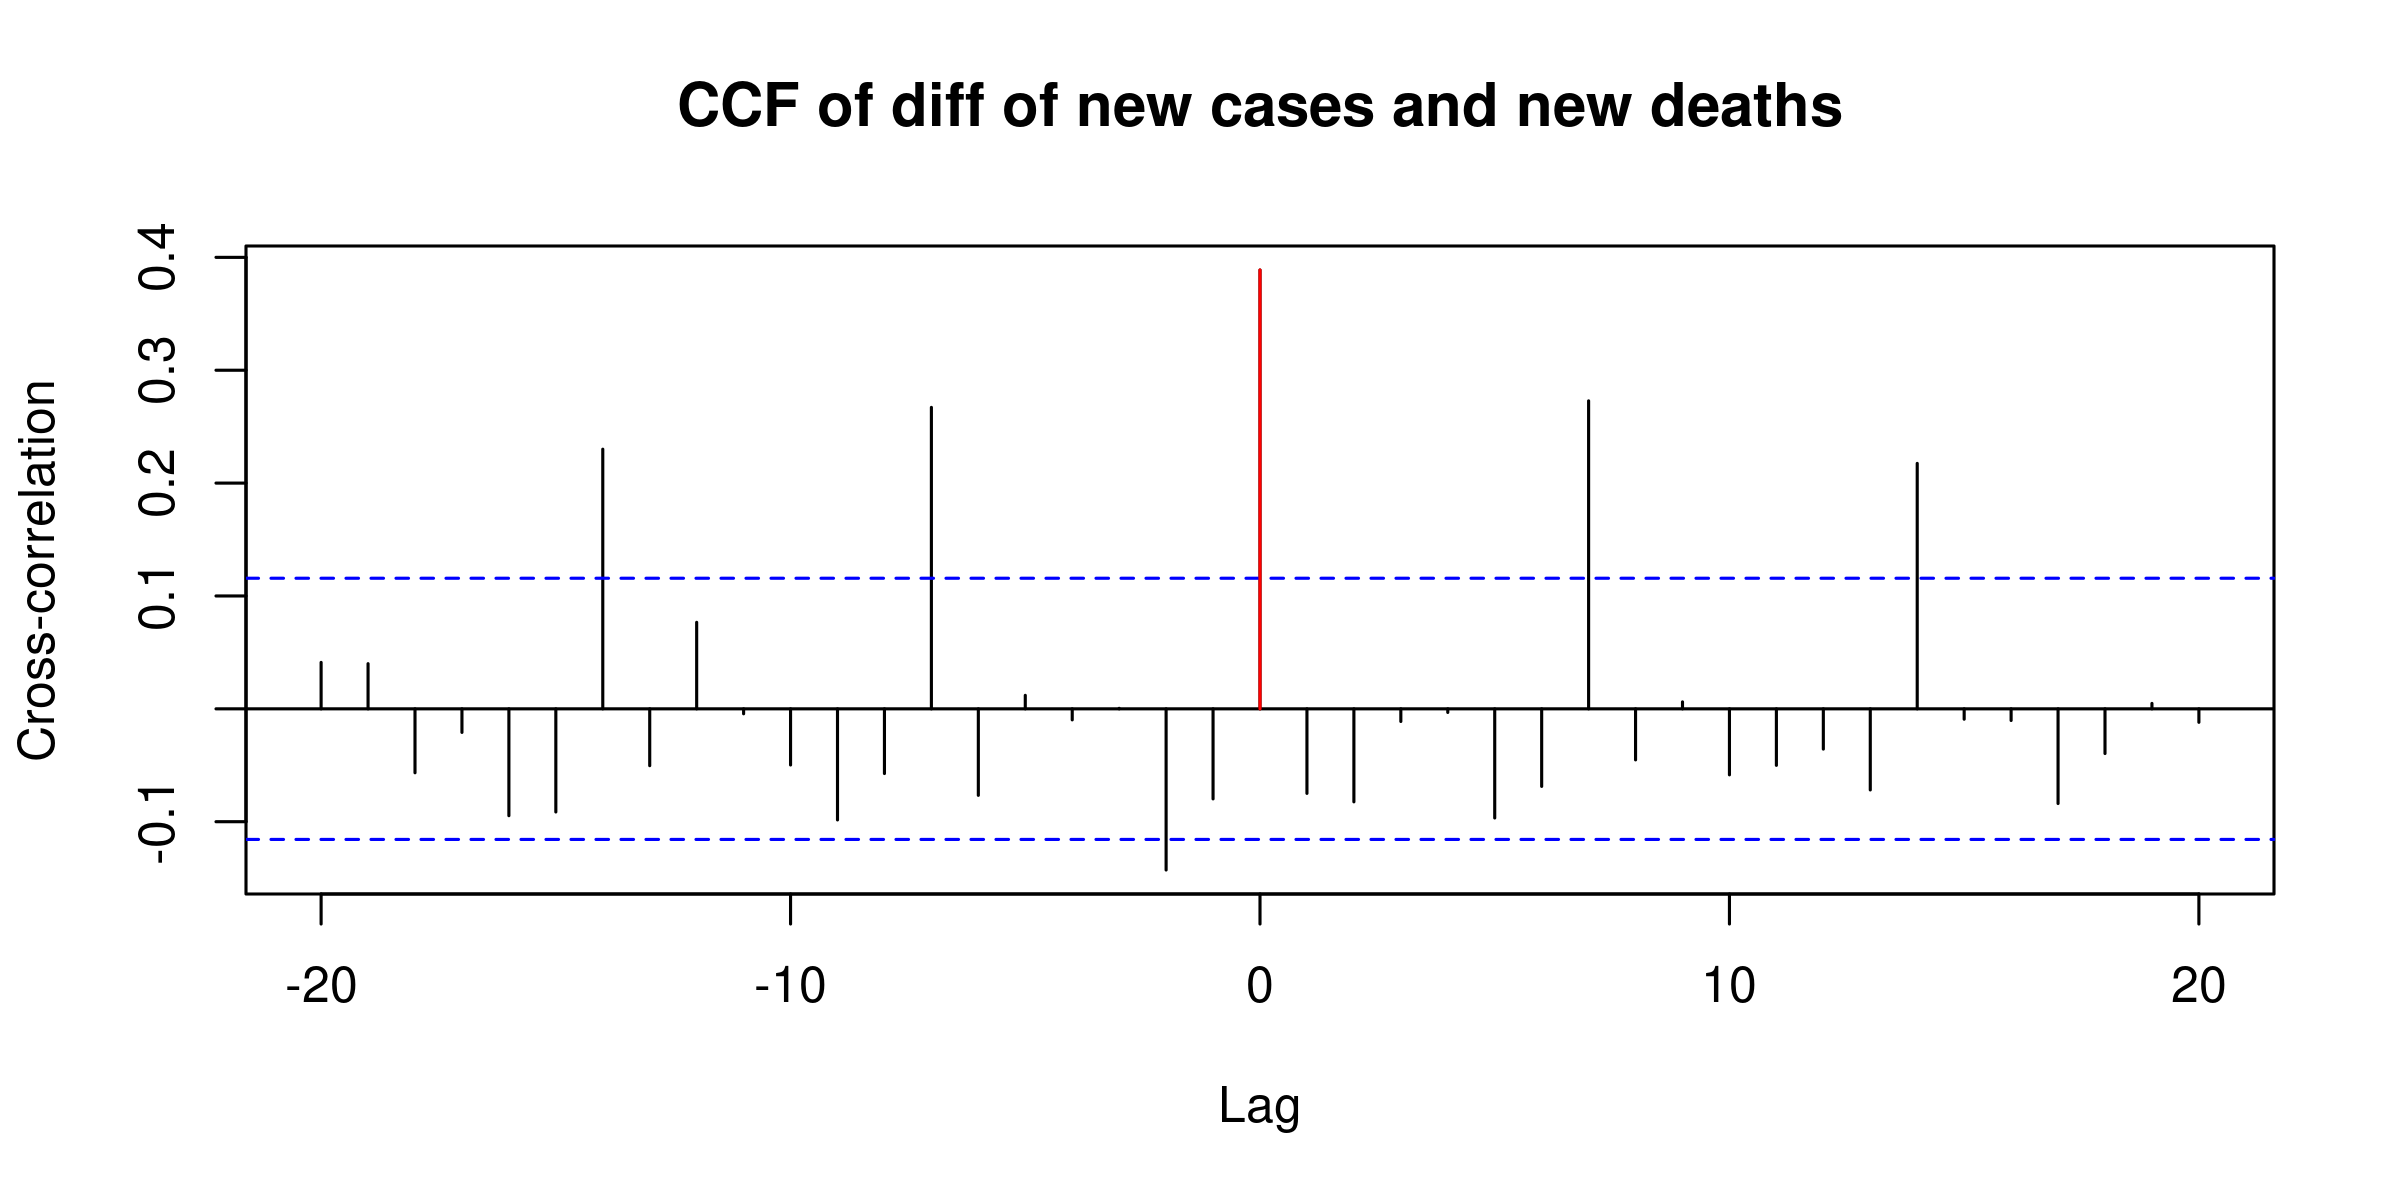 CCF of diff of new cases and new deaths
Cross-correlation
0.4
0.3
0.2
0.1
-0.1
-20 -10 0 10 20
Lag